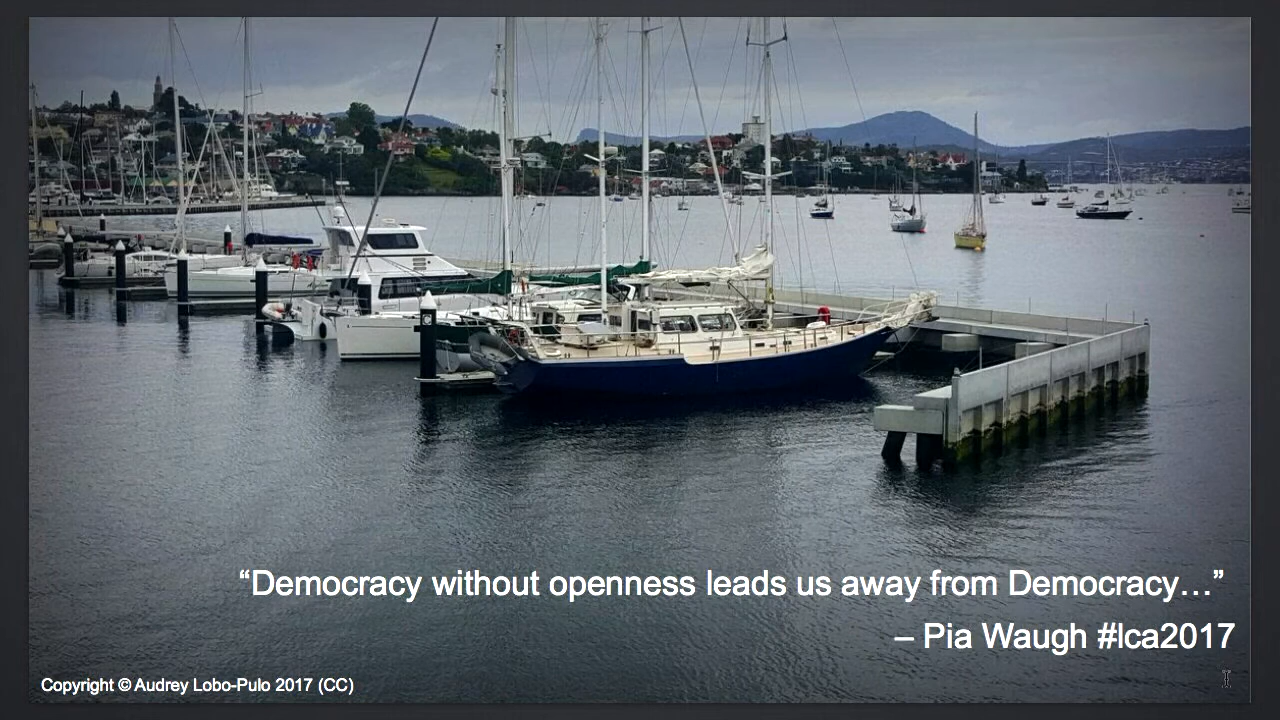 “Democracy without openness leads us away from Democracy…”
– Pia Waugh #lca2017
Copyright © Audrey Lobo-Pulo 2017 (CC)